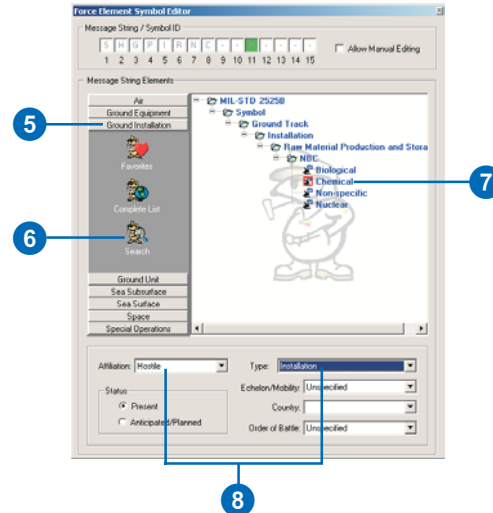 Force Element Symbol Editor
Message String / Symbol ID
S H G P I R N C - - - - - -
1 2 3 4 5 6 7 8 9 10 11 12 13 14 15
Allow Manual Editing
Message String Elements
Air
Ground Equipment
5
Ground Installation
Favorites
Complete List
6
Search
Ground Unit
Sea Subsurface
Sea Surface
Space
Special Operations
MIL-STD 2525B
Symbol
Ground Track
Installation
Raw Material Production and Stora
NBC
Biological
Chemical
7
Non-specific
Nuclear
Affiliation: Hostile
Type: Installation
Status
Present
Anticipated/Planned
Echelon/Mobility: Unspecified
Country:
Order of Battle: Unspecified
8